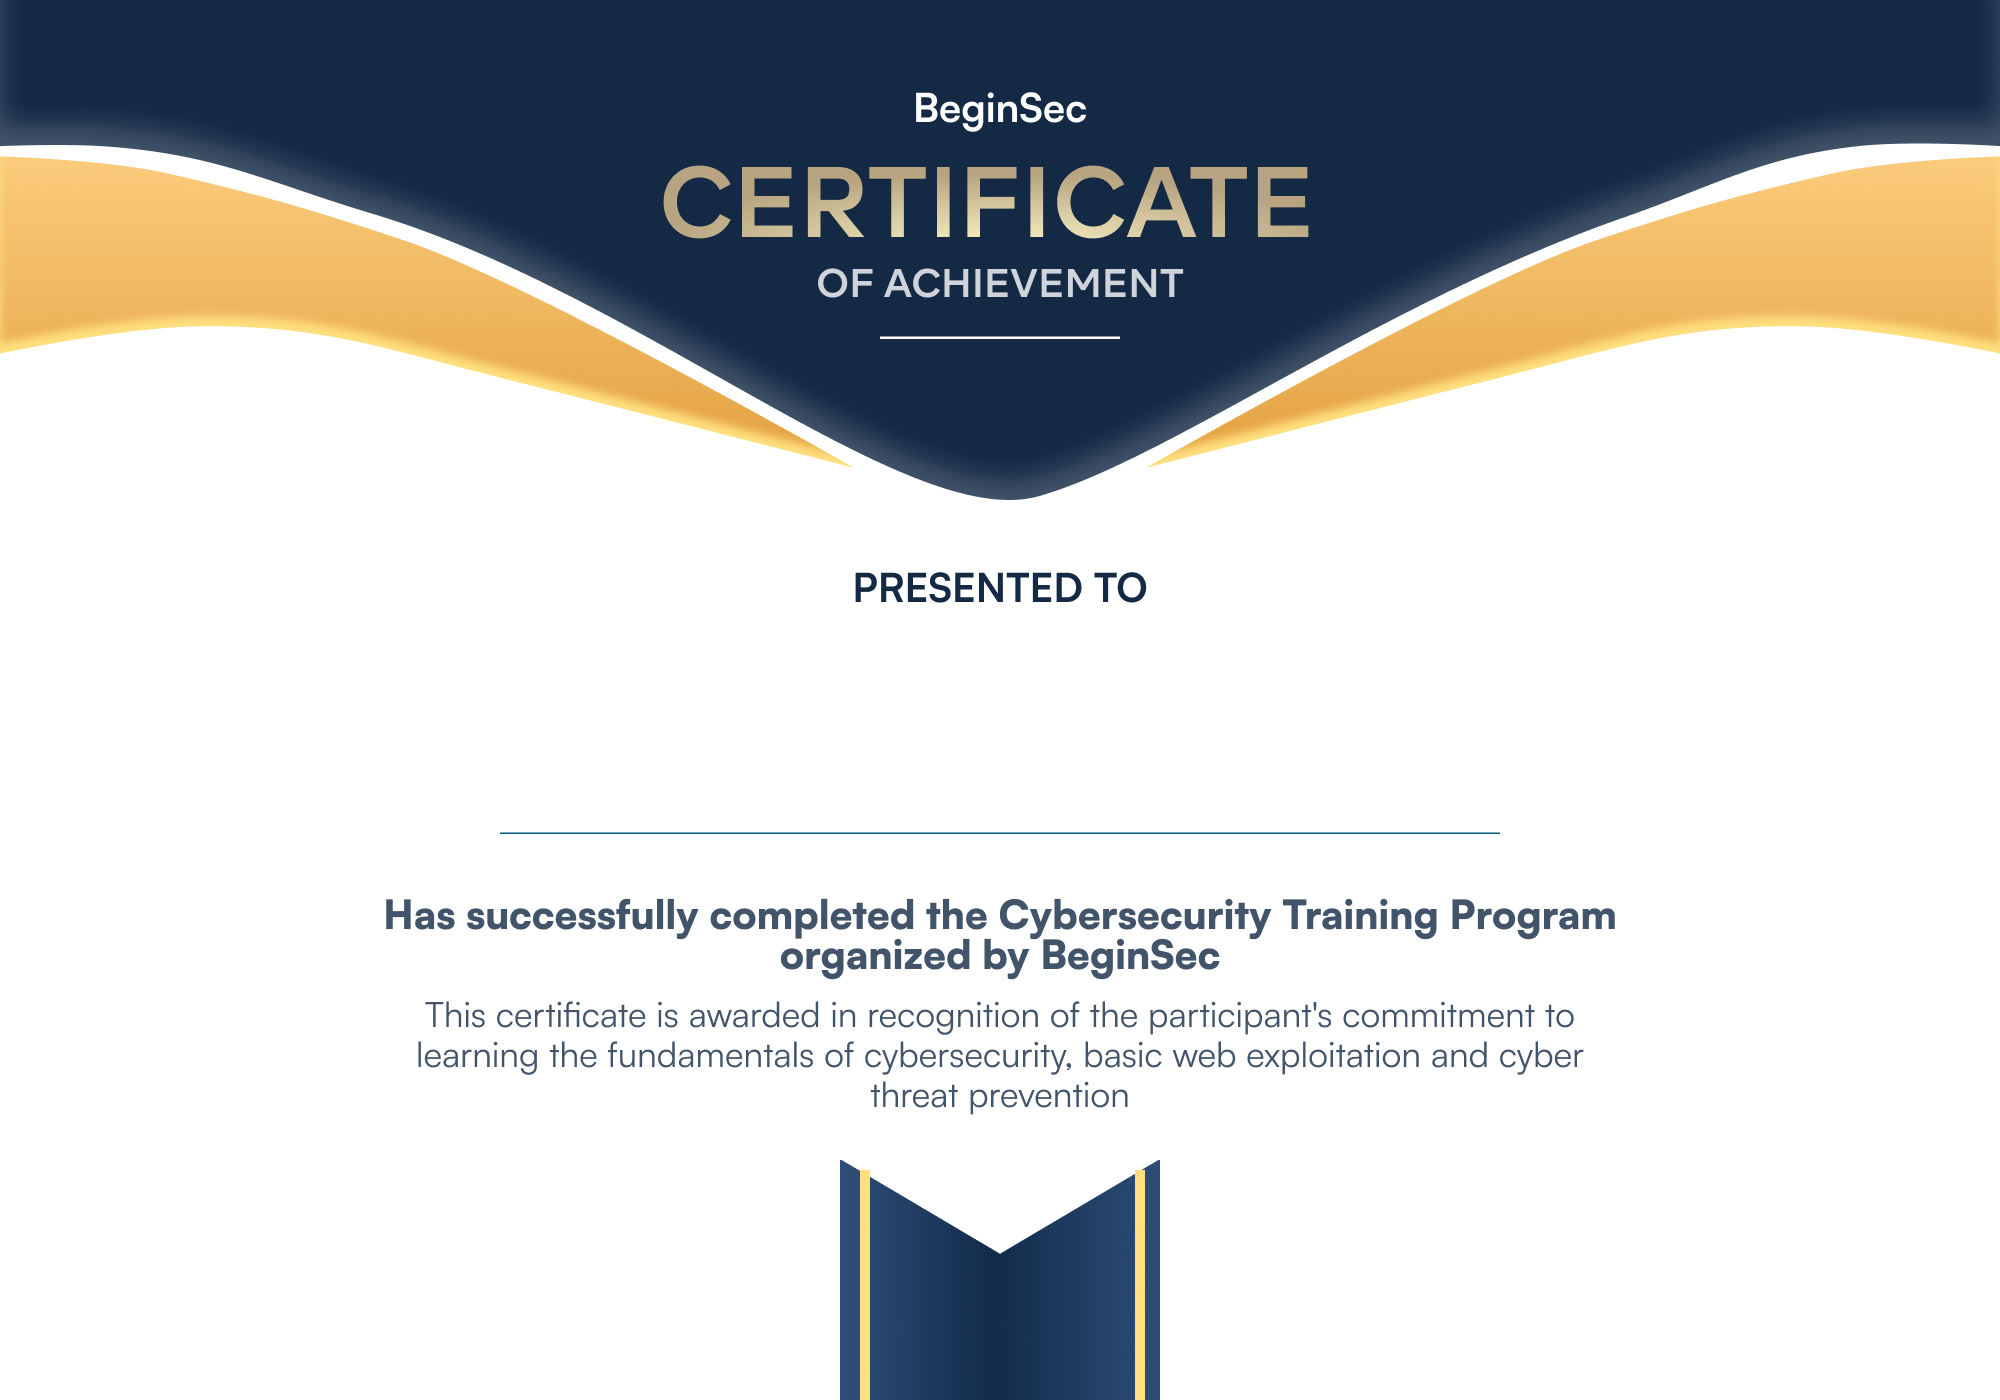 BeginSec
CERTIFICATE
OF ACHIEVEMENT
PRESENTED TO
Has successfully completed the Cybersecurity Training Program
organized by BeginSec
This certificate is awarded in recognition of the participant's commitment to
learning the fundamentals of cybersecurity, basic web exploitation and cyber
threat prevention